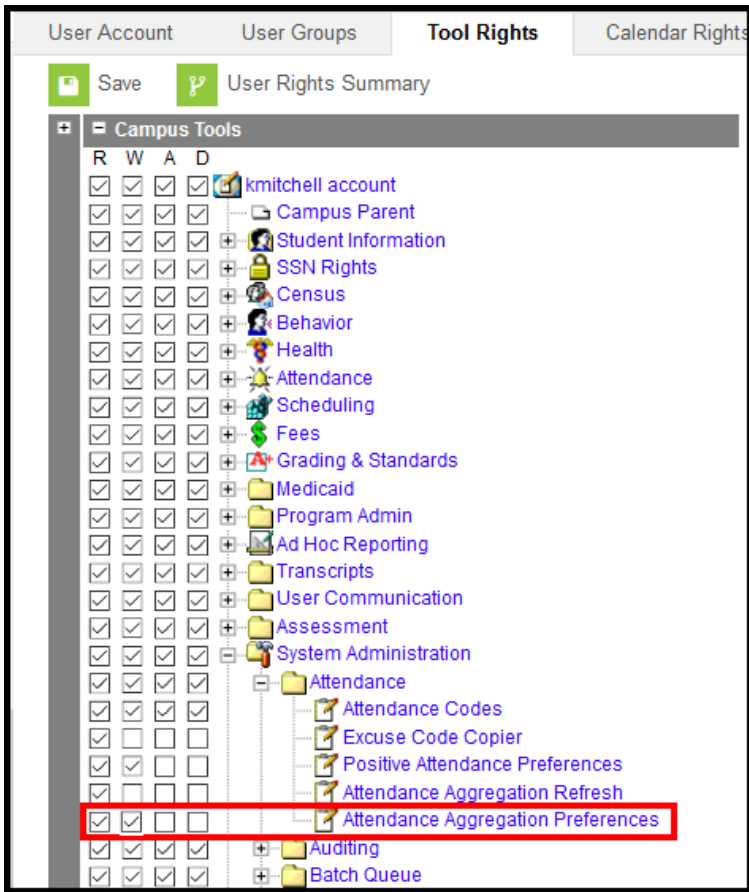 User Account User Groups Tool Rights Calendar Rights
Save User Rights Summary
Campus Tools
R W A D
kmitchell account
Campus Parent
Student Information
SSN Rights
Census
Behavior
Health
Attendance
Scheduling
Fees
Grading & Standards
Medicaid
Program Admin
Ad Hoc Reporting
Transcripts
User Communication
Assessment
System Administration
Attendance
Attendance Codes
Excuse Code Copier
Positive Attendance Preferences
Attendance Aggregation Refresh
Attendance Aggregation Preferences
Auditing
Batch Queue